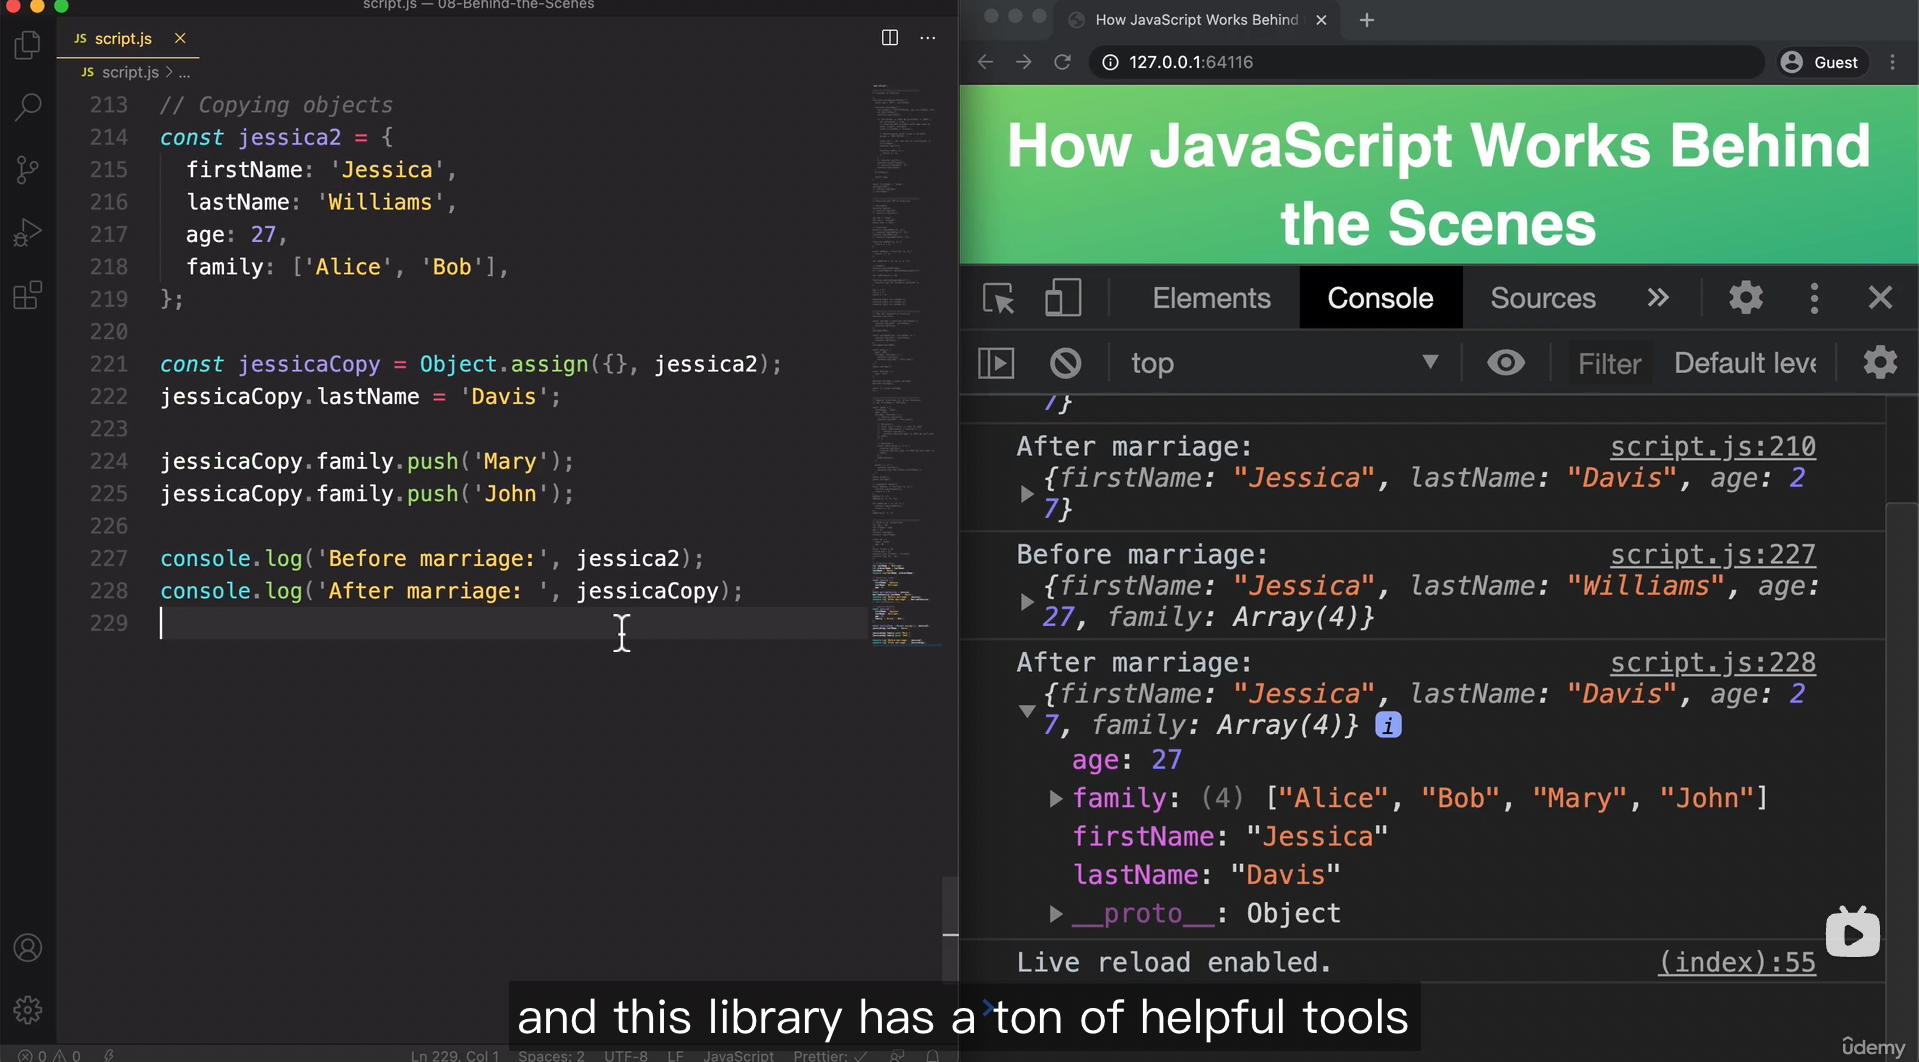 script.js — 08-Behind-the-Scenes
JS script.js
JS script.js > ...
213 // Copying objects
214 const jessica2 = {
215 firstName: 'Jessica',
216 lastName: 'Williams',
217 age: 27,
218 family: ['Alice', 'Bob'],
219 };
220
221 const jessicaCopy = Object.assign({}, jessica2);
222 jessicaCopy.lastName = 'Davis';
223
224 jessicaCopy.family.push('Mary');
225 jessicaCopy.family.push('John');
226
227 console.log('Before marriage:', jessica2);
228 console.log('After marriage: ', jessicaCopy);
229
0 0
Ln 229, Col 1 Spaces: 2 UTF-8 LF JavaScript Prettier: ✓
How JavaScript Works Behind
127.0.0.1:64116
Guest
How JavaScript Works Behind
the Scenes
Elements Console Sources »
top Filter Default leve
7}
After marriage: script.js:210
{firstName: "Jessica", lastName: "Davis", age: 2
7}
Before marriage: script.js:227
{firstName: "Jessica", lastName: "Williams", age:
27, family: Array(4)}
After marriage: script.js:228
{firstName: "Jessica", lastName: "Davis", age: 2
7, family: Array(4)} i
age: 27
family: (4) ["Alice", "Bob", "Mary", "John"]
firstName: "Jessica"
lastName: "Davis"
__proto__: Object
Live reload enabled. (index):55
and this library has a ton of helpful tools
udemy